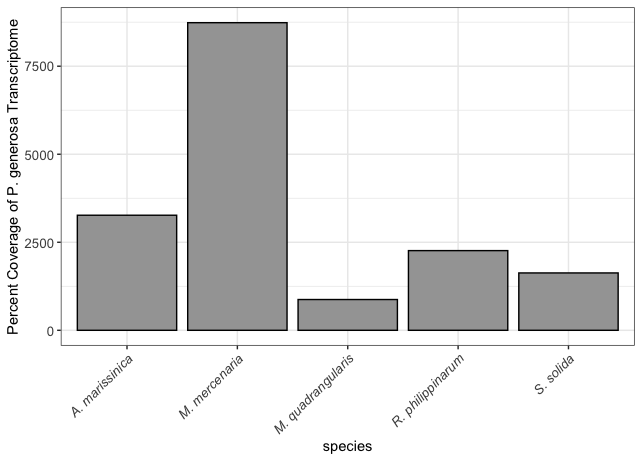 Percent Coverage of P. generosa Transcriptome
7500
5000
2500
0
A. marissinica
M. mercenaria
M. quadrangularis
R. philippinarum
S. solida
species